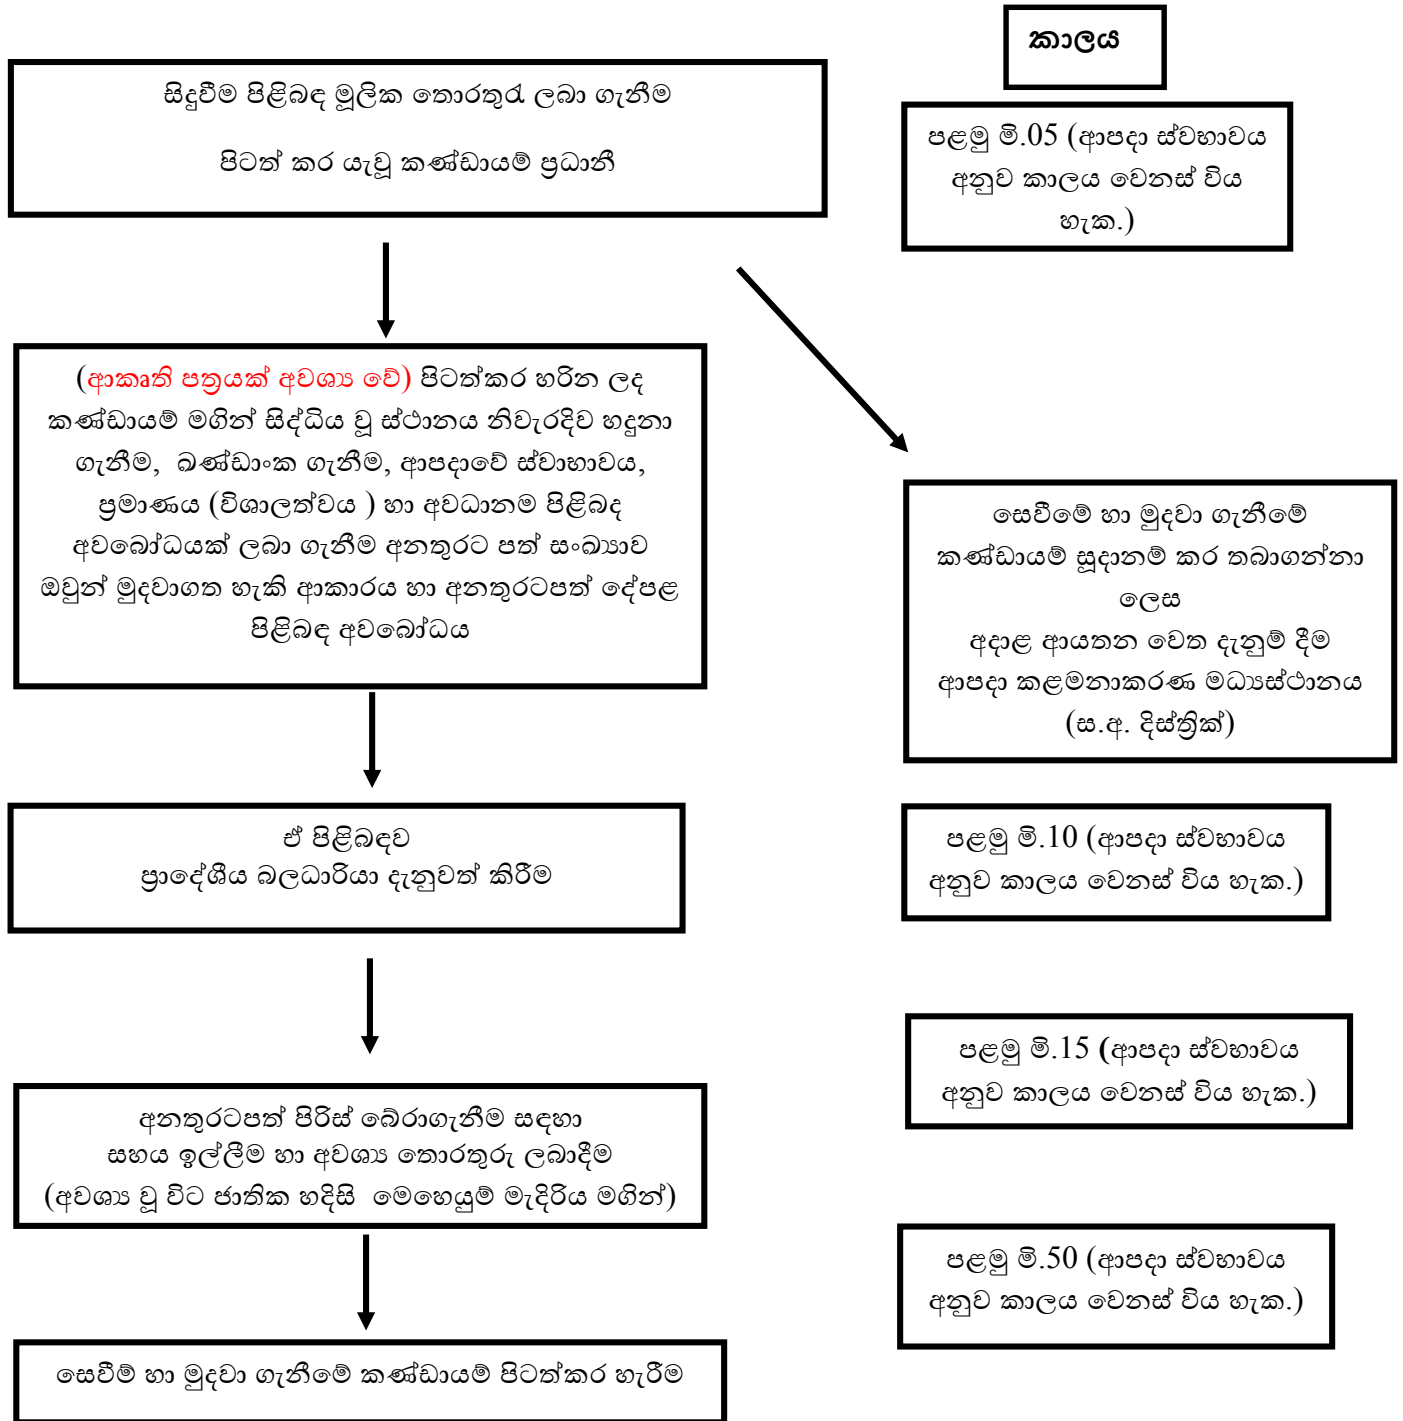 කාලය
සිදුවීම පිළිබඳ මූලික තොරතුරු ලබා ගැනීම
පිටත් කර යැවූ කණ්ඩායම් ප්‍රධානී
පළමු මි.05 (ආපදා ස්වභාවය
අනුව කාලය වෙනස් විය
හැක.)
(ආකෘති පත්‍රයක් අවශ්‍ය වේ) පිටත්කර හරින ලද
කණ්ඩායම් මගින් සිද්ධිය වූ ස්ථානය නිවැරදිව හදුනා
ගැනීම, ඛණ්ඩාංක ගැනීම, ආපදාවේ ස්වාභාවය,
ප්‍රමාණය (විශාලත්වය ) හා අවධානම පිළිබද
අවබෝධයක් ලබා ගැනීම අනතුරට පත් සංඛ්‍යාව
ඔවුන් මුදවාගත හැකි ආකාරය හා අනතුරටපත් දේපළ
පිළිබඳ අවබෝධය
සෙවීමේ හා මුදවා ගැනීමේ
කණ්ඩායම් සූදානම් කර තබාගන්නා
ලෙස
අදාළ ආයතන වෙත දැනුම් දීම
ආපදා කළමනාකරණ මධ්‍යස්ථානය
(ස.අ. දිස්ත්‍රික්)
ඒ පිළිබඳව
ප්‍රාදේශීය බලධාරියා දැනුවත් කිරීම
පළමු මි.10 (ආපදා ස්වභාවය
අනුව කාලය වෙනස් විය හැක.)
පළමු මි.15 (ආපදා ස්වභාවය
අනුව කාලය වෙනස් විය හැක.)
අනතුරටපත් පිරිස් බේරාගැනීම සඳහා
සහය ඉල්ලීම හා අවශ්‍ය තොරතුරු ලබාදීම
(අවශ්‍ය වූ විට ජාතික හදිසි මෙහෙයුම් මැදිරිය මගින්)
පළමු මි.50 (ආපදා ස්වභාවය
අනුව කාලය වෙනස් විය හැක.)
සෙවීම් හා මුදවා ගැනීමේ කණ්ඩායම් පිටත්කර හැරීම